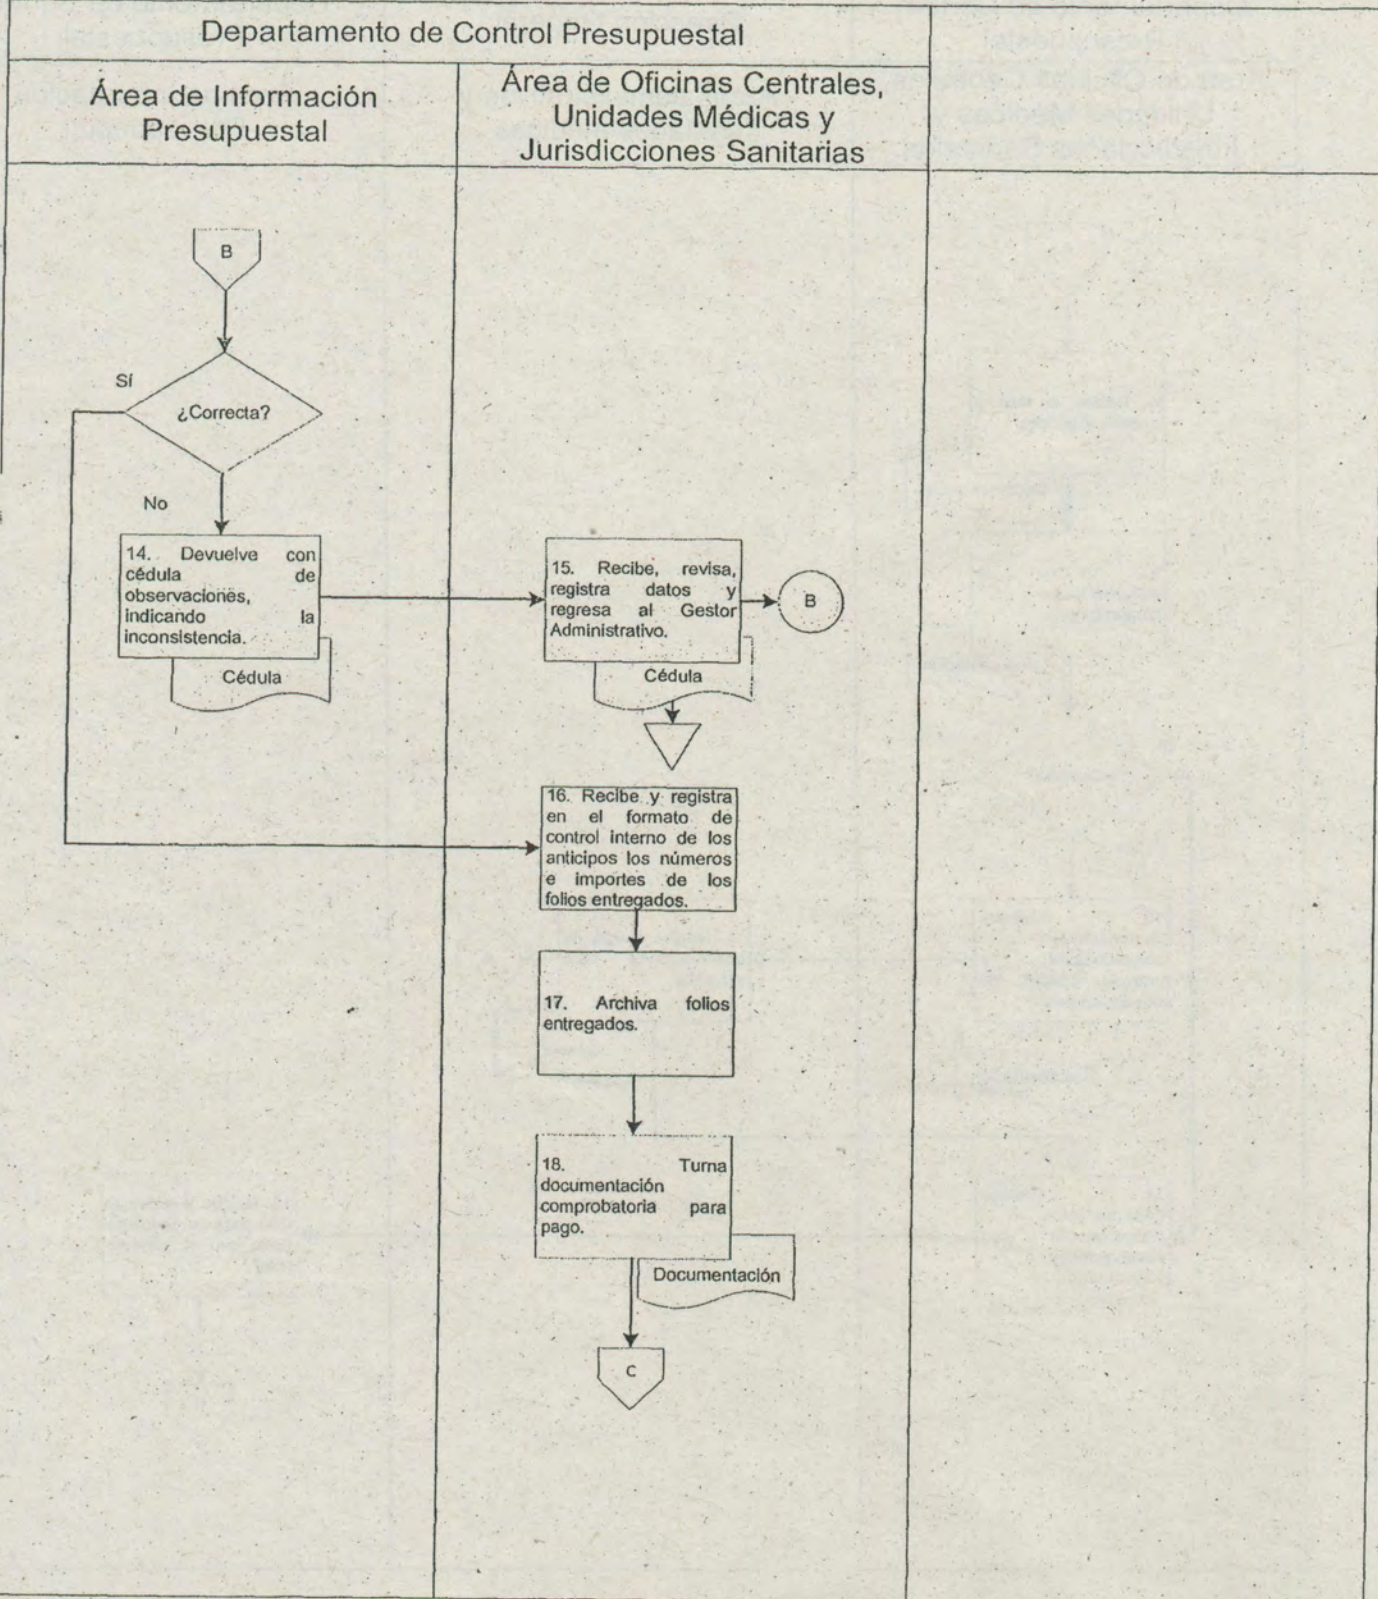 Departamento de Control Presupuestal
Área de Información
Presupuestal
Área de Oficinas Centrales,
Unidades Médicas y
Jurisdicciones Sanitarias
B
Sí
¿Correcta?
No
14. Devuelve con
cédula de
observaciones,
indicando la
inconsistencia.
Cédula
15. Recibe, revisa,
registra datos y
regresa al Gestor
Administrativo.
B
Cédula
16. Recibe y registra
en el formato de
control interno de los
anticipos los números
e importes de los
folios entregados.
17. Archiva folios
entregados.
18. Turna
documentación
comprobatoria para
pago.
Documentación
C